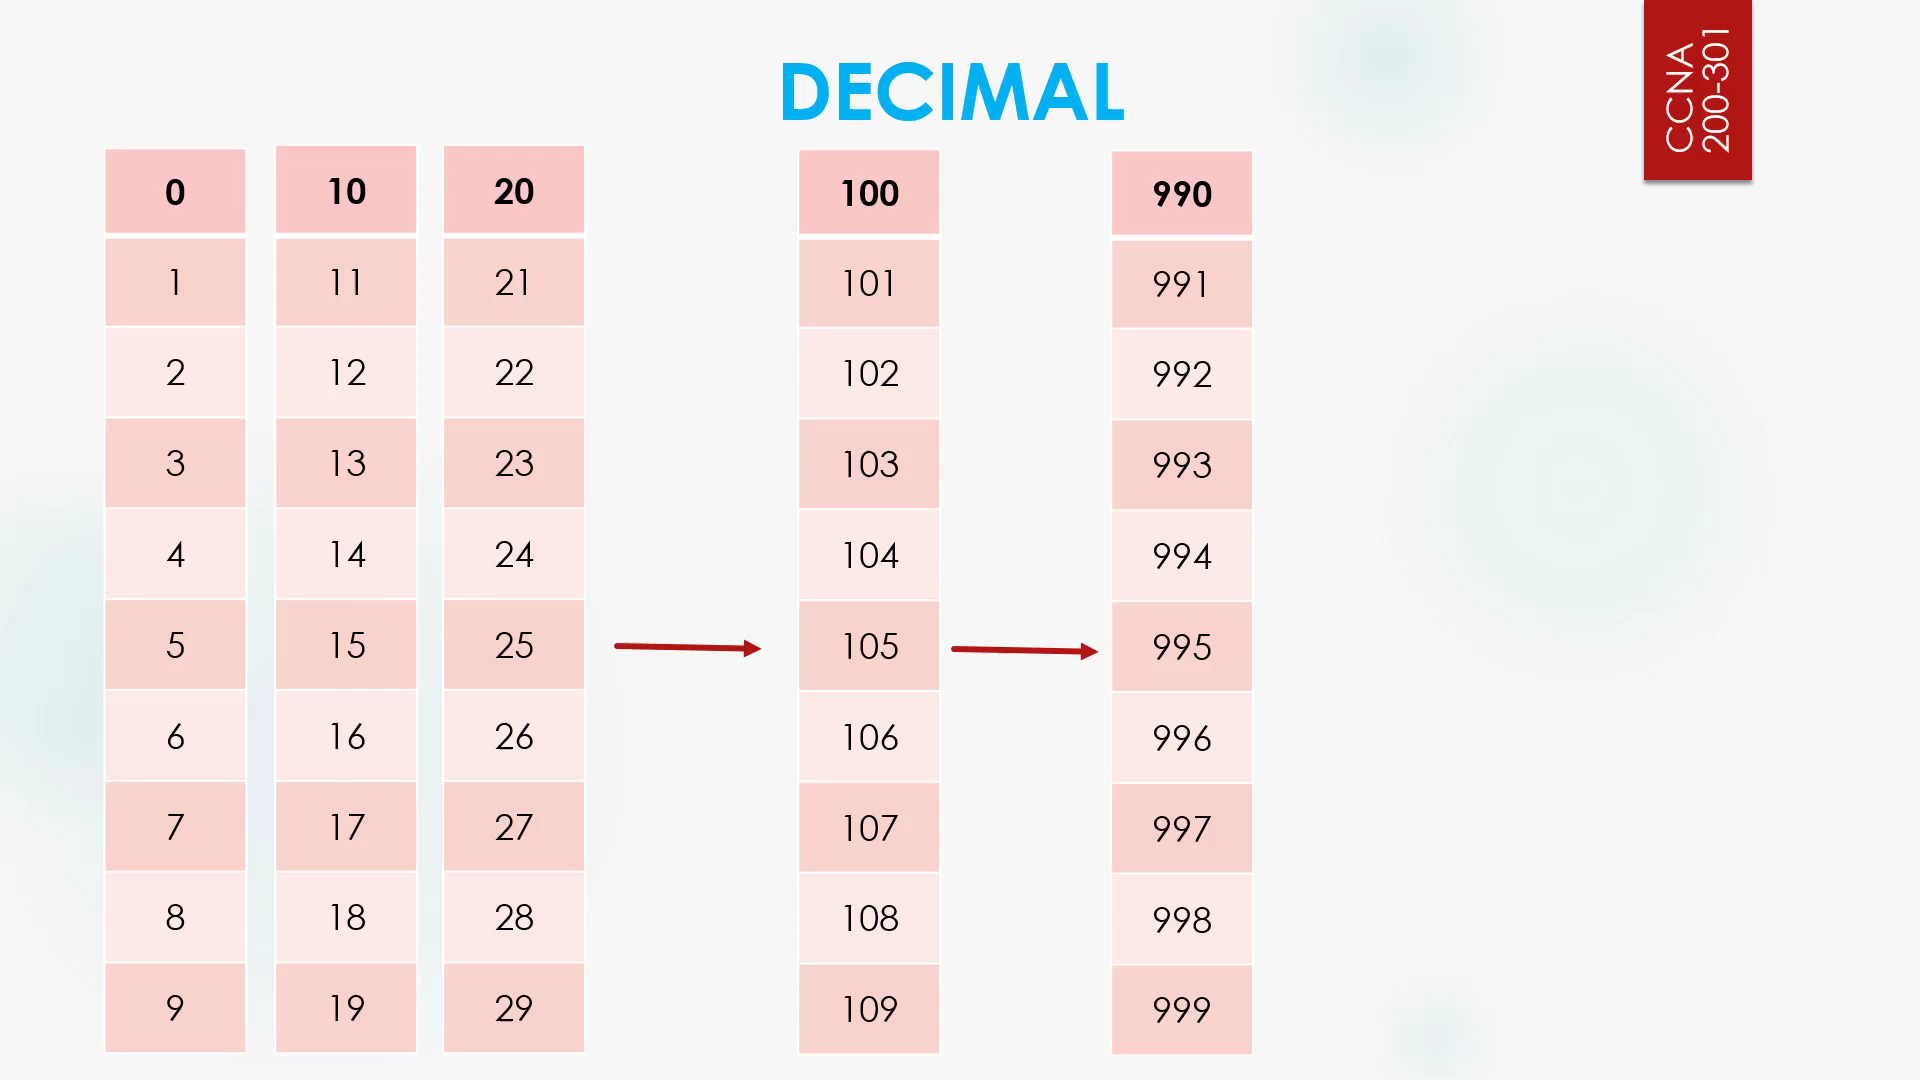 DECIMAL
CCNA
200-301
0 10 20 100 990
1 11 21 101 991
2 12 22 102 992
3 13 23 103 993
4 14 24 104 994
5 15 25 105 995
6 16 26 106 996
7 17 27 107 997
8 18 28 108 998
9 19 29 109 999